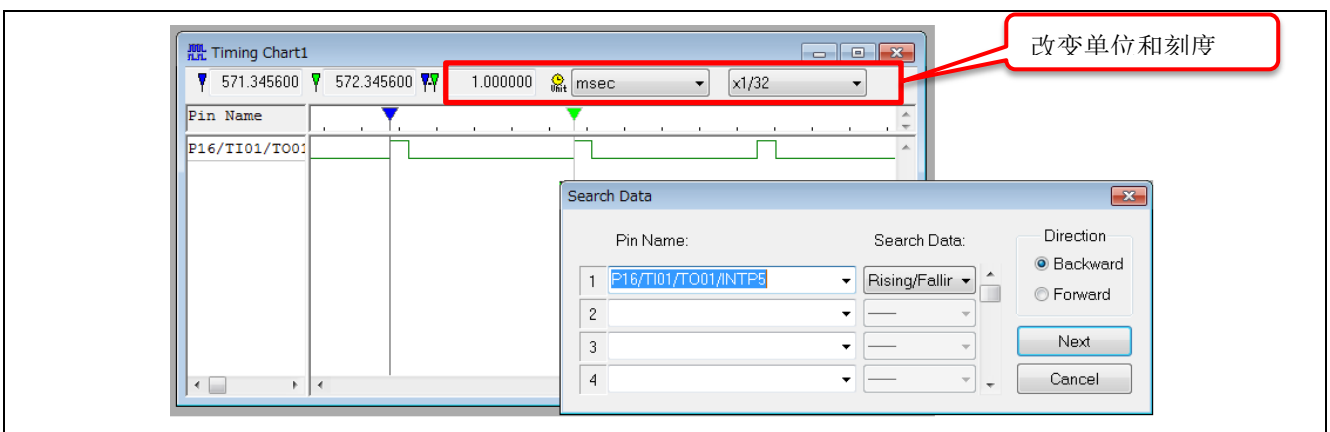 改变单位和刻度
Timing Chart1
571.345600 572.345600 1.000000 Unit msec x1/32
Pin Name
P16/TI01/TO01
Search Data
Pin Name: Search Data: Direction
Backward
1 P16/TI01/TO01/INTP5 Rising/Fallir
Forward
2
Next
3
4 Cancel